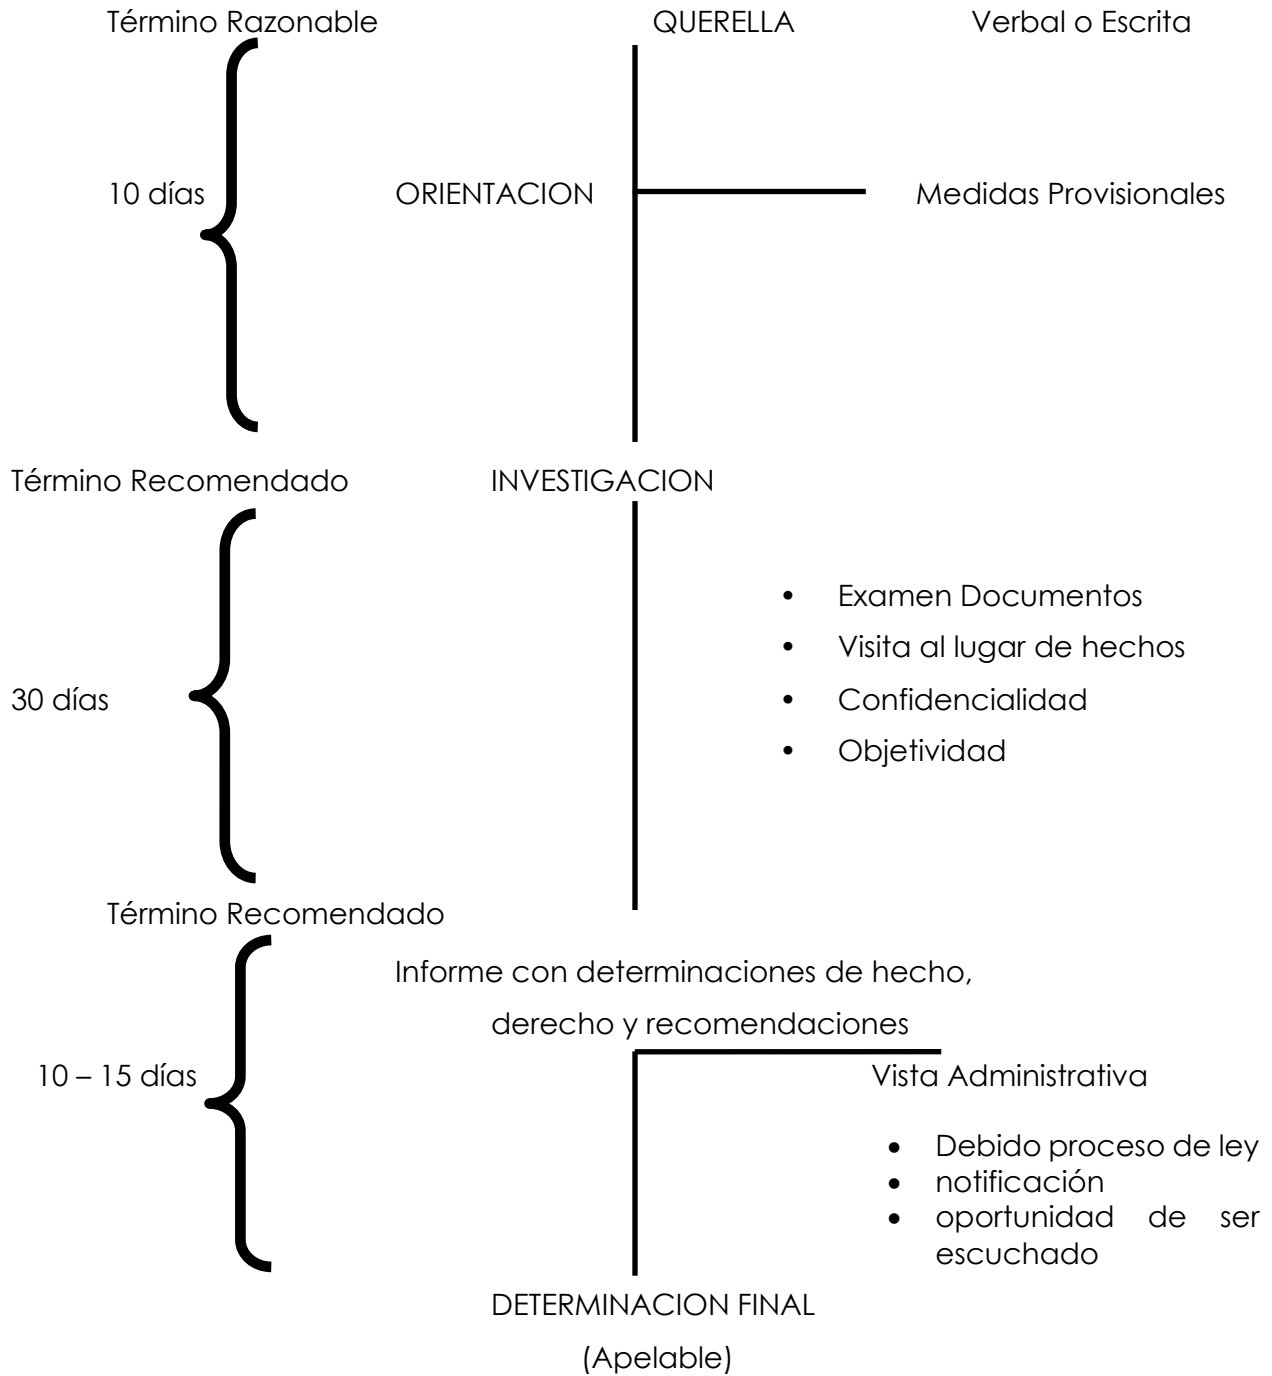 Término Razonable QUERELLA Verbal o Escrita
10 días ORIENTACION Medidas Provisionales
Término Recomendado INVESTIGACION
• Examen Documentos
• Visita al lugar de hechos
30 días • Confidencialidad
• Objetividad
Término Recomendado
Informe con determinaciones de hecho,
derecho y recomendaciones
10 – 15 días Vista Administrativa
• Debido proceso de ley
• notificación
• oportunidad de ser
escuchado
DETERMINACION FINAL
(Apelable)